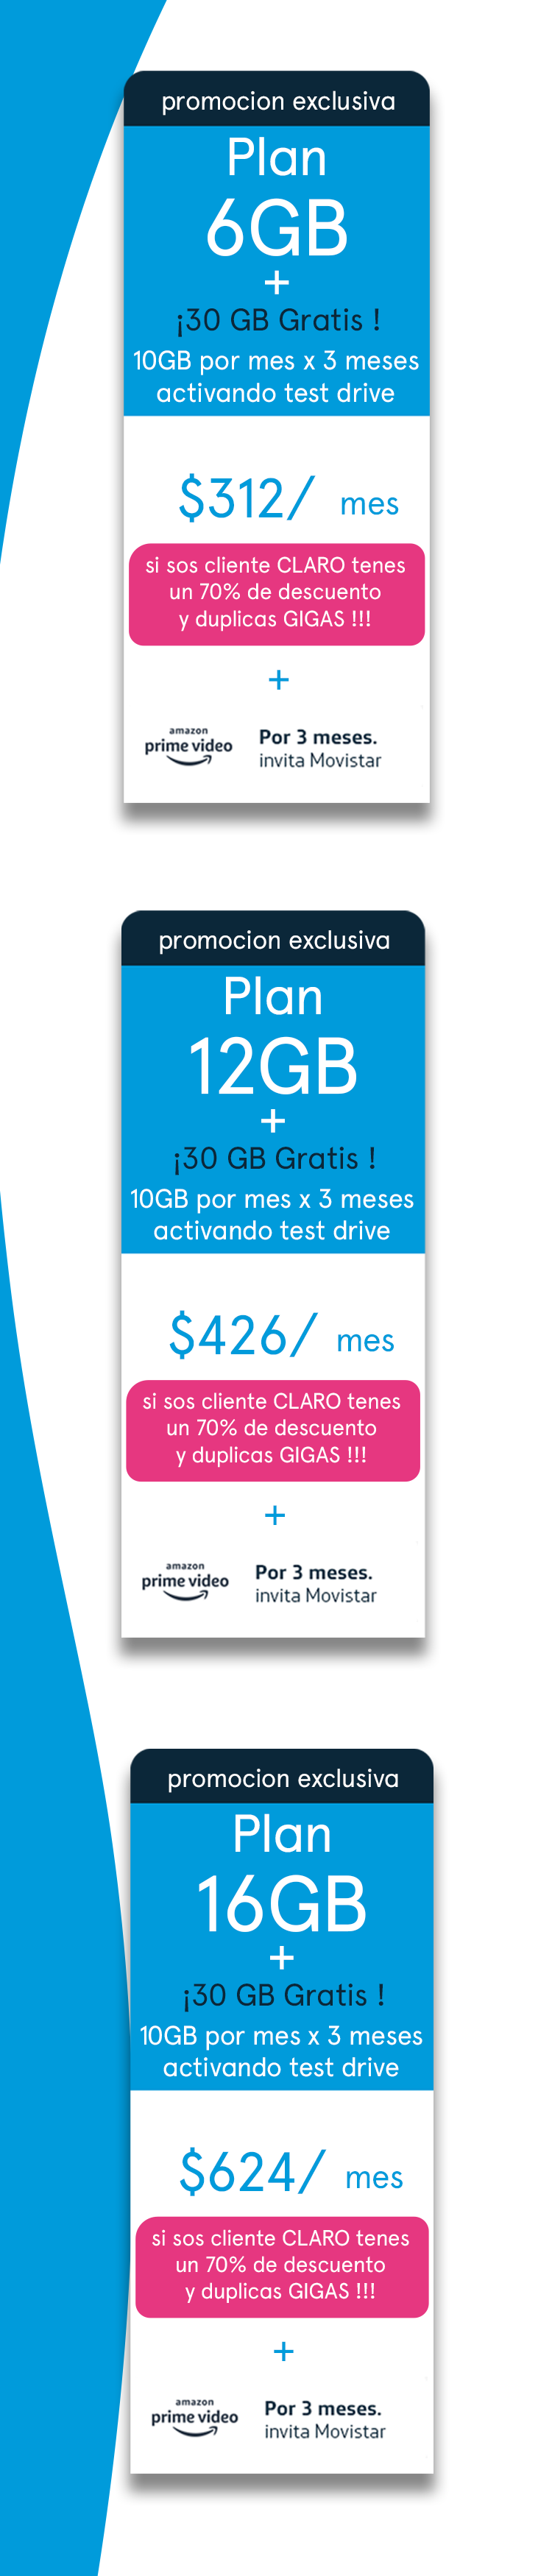 promocion exclusiva
Plan
6GB
+
¡30 GB Gratis !
10GB por mes x 3 meses
activando test drive
$312/ mes
si sos cliente CLARO tenes
un 70% de descuento
y duplicas GIGAS !!!
+
amazon
prime video
Por 3 meses.
invita Movistar
promocion exclusiva
Plan
12GB
+
¡30 GB Gratis !
10GB por mes x 3 meses
activando test drive
$426/ mes
si sos cliente CLARO tenes
un 70% de descuento
y duplicas GIGAS !!!
+
amazon
prime video
Por 3 meses.
invita Movistar
promocion exclusiva
Plan
16GB
+
¡30 GB Gratis !
10GB por mes x 3 meses
activando test drive
$624/ mes
si sos cliente CLARO tenes
un 70% de descuento
y duplicas GIGAS !!!
+
amazon
prime video
Por 3 meses.
invita Movistar